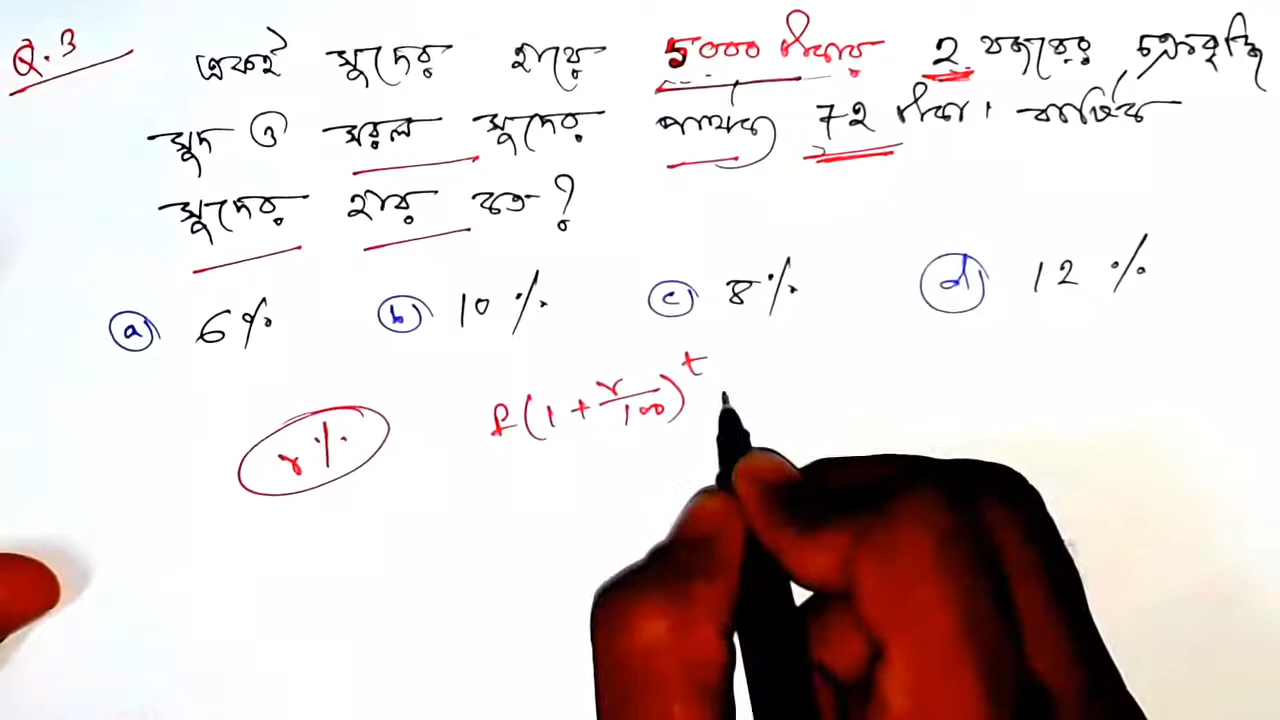 Q.3 একই সুদের হারে 5000 টাকার 2 বছরের চক্রবৃদ্ধি
সুদ ও সরল সুদের পার্থক্য 72 টাকা। বার্ষিক
সুদের হার কত?
a) 6% b) 10% c) 8% d) 12%
r% P(1 + r/100)^t